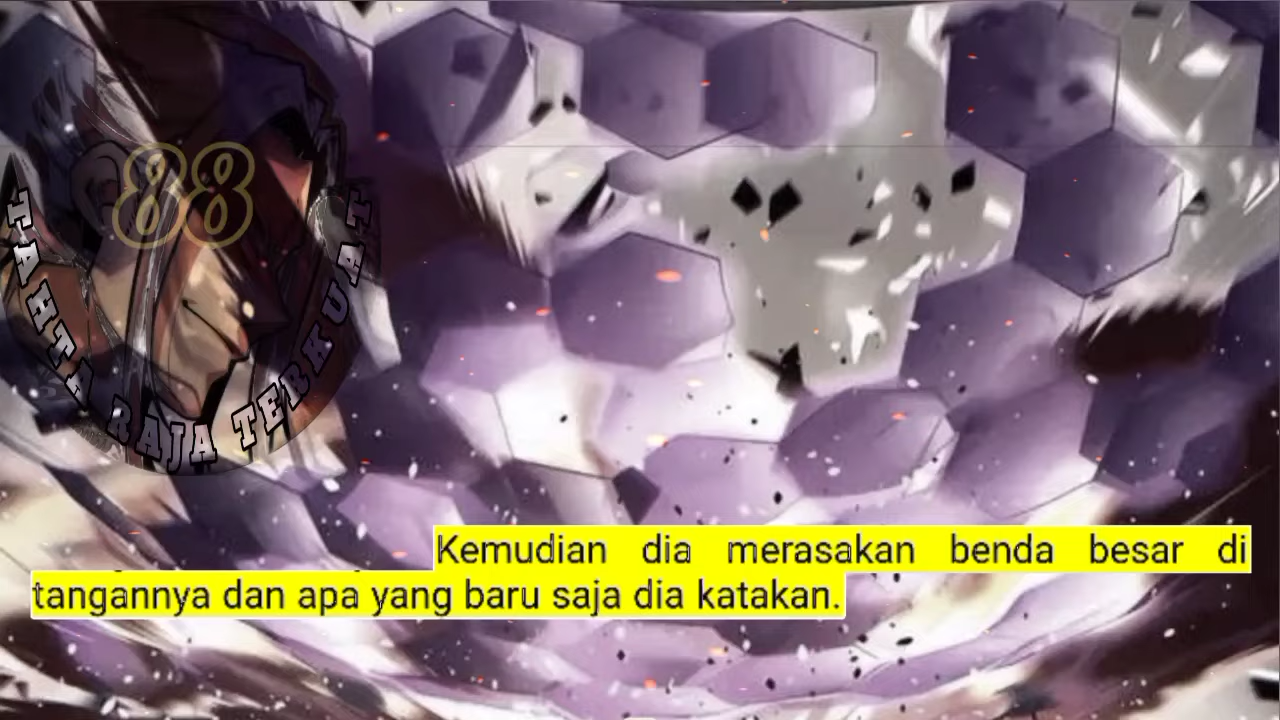 88
TAHTA RAJA TERKUAT
Kemudian dia merasakan benda besar di
tangannya dan apa yang baru saja dia katakan.